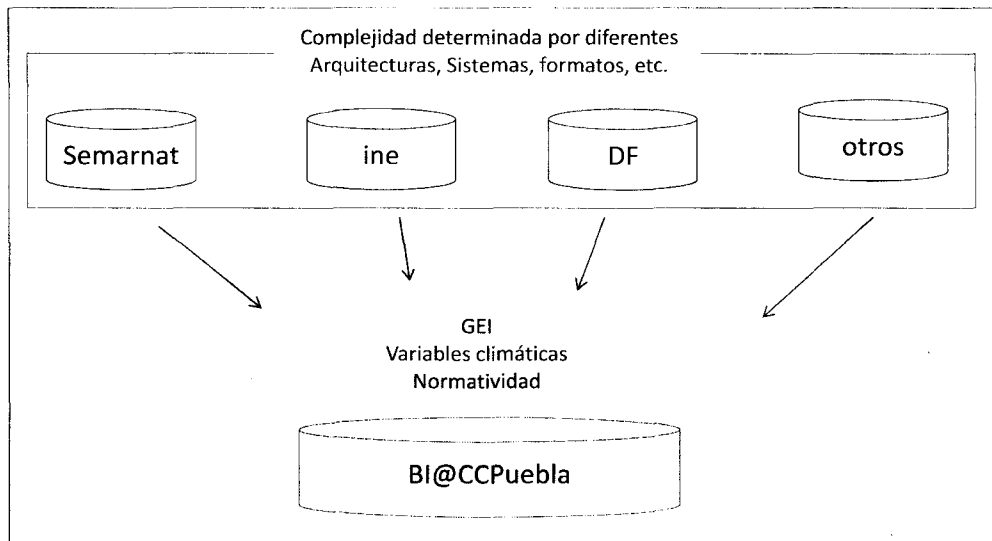 Complejidad determinada por diferentes
Arquitecturas, Sistemas, formatos, etc.
Semarnat
ine
DF
otros
GEI
Variables climáticas
Normatividad
BI@CCPuebla